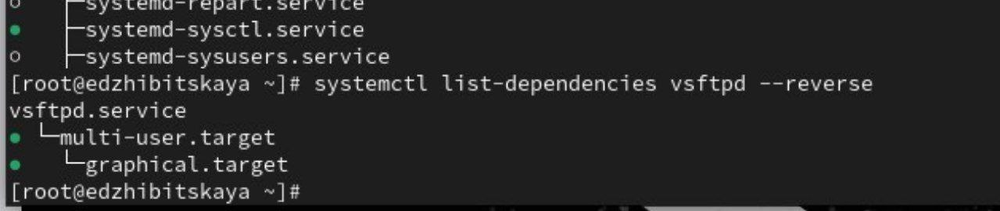 ○ ├─systemd-repart.service
● ├─systemd-sysctl.service
○ ├─systemd-sysusers.service
[root@edzhibitskaya ~]# systemctl list-dependencies vsftpd --reverse
vsftpd.service
● └─multi-user.target
●   └─graphical.target
[root@edzhibitskaya ~]#